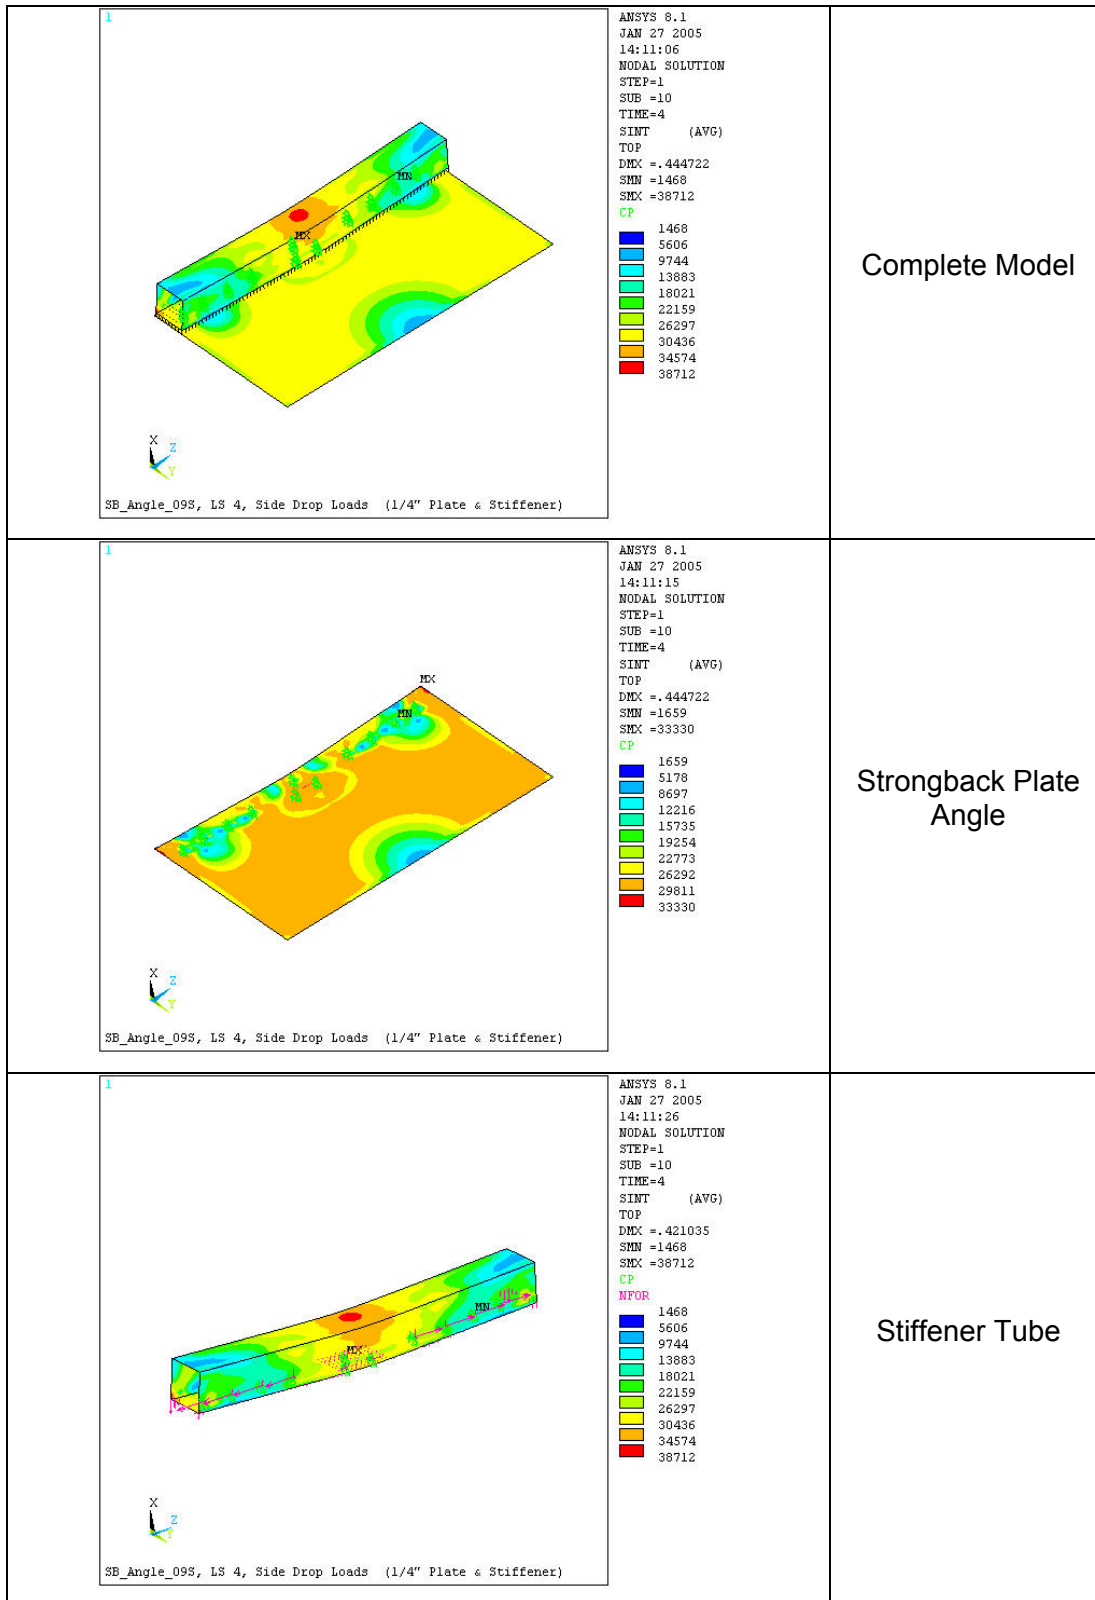 1
ANSYS 8.1
JAN 27 2005
14:11:06
NODAL SOLUTION
STEP=1
SUB =10
TIME=4
SINT (AVG)
TOP
DMX =.444722
SMN =1468
SMX =38712
CP
1468
5606
9744
13883
18021
22159
26297
30436
34574
38712
MN
MX
X
Z
Y
SB_Angle_09S, LS 4, Side Drop Loads (1/4" Plate & Stiffener)
Complete Model
1
ANSYS 8.1
JAN 27 2005
14:11:15
NODAL SOLUTION
STEP=1
SUB =10
TIME=4
SINT (AVG)
TOP
DMX =.444722
SMN =1659
SMX =33330
CP
1659
5178
8697
12216
15735
19254
22773
26292
29811
33330
MX
MN
X
Z
Y
SB_Angle_09S, LS 4, Side Drop Loads (1/4" Plate & Stiffener)
Strongback Plate
Angle
1
ANSYS 8.1
JAN 27 2005
14:11:26
NODAL SOLUTION
STEP=1
SUB =10
TIME=4
SINT (AVG)
TOP
DMX =.421035
SMN =1468
SMX =38712
CP
NFOR
1468
5606
9744
13883
18021
22159
26297
30436
34574
38712
MN
MX
X
Z
Y
SB_Angle_09S, LS 4, Side Drop Loads (1/4" Plate & Stiffener)
Stiffener Tube